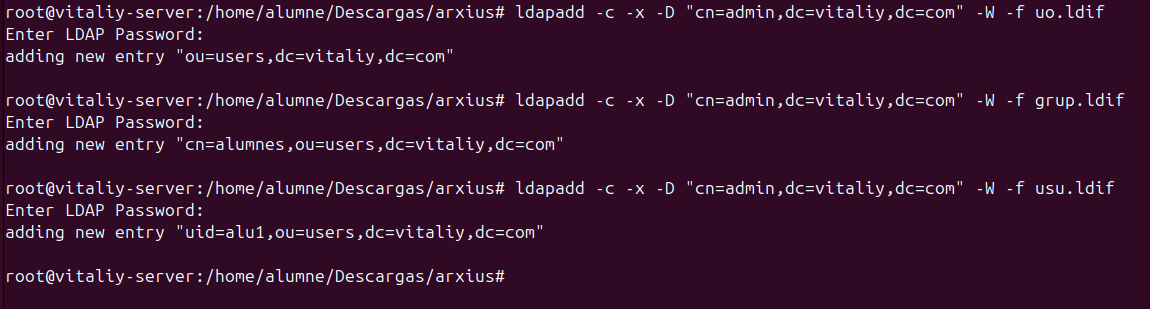 root@vitaliy-server:/home/alumne/Descargas/arxius# ldapadd -c -x -D "cn=admin,dc=vitaliy,dc=com" -W -f uo.ldif
Enter LDAP Password:
adding new entry "ou=users,dc=vitaliy,dc=com"
root@vitaliy-server:/home/alumne/Descargas/arxius# ldapadd -c -x -D "cn=admin,dc=vitaliy,dc=com" -W -f grup.ldif
Enter LDAP Password:
adding new entry "cn=alumnes,ou=users,dc=vitaliy,dc=com"
root@vitaliy-server:/home/alumne/Descargas/arxius# ldapadd -c -x -D "cn=admin,dc=vitaliy,dc=com" -W -f usu.ldif
Enter LDAP Password:
adding new entry "uid=alu1,ou=users,dc=vitaliy,dc=com"
root@vitaliy-server:/home/alumne/Descargas/arxius#